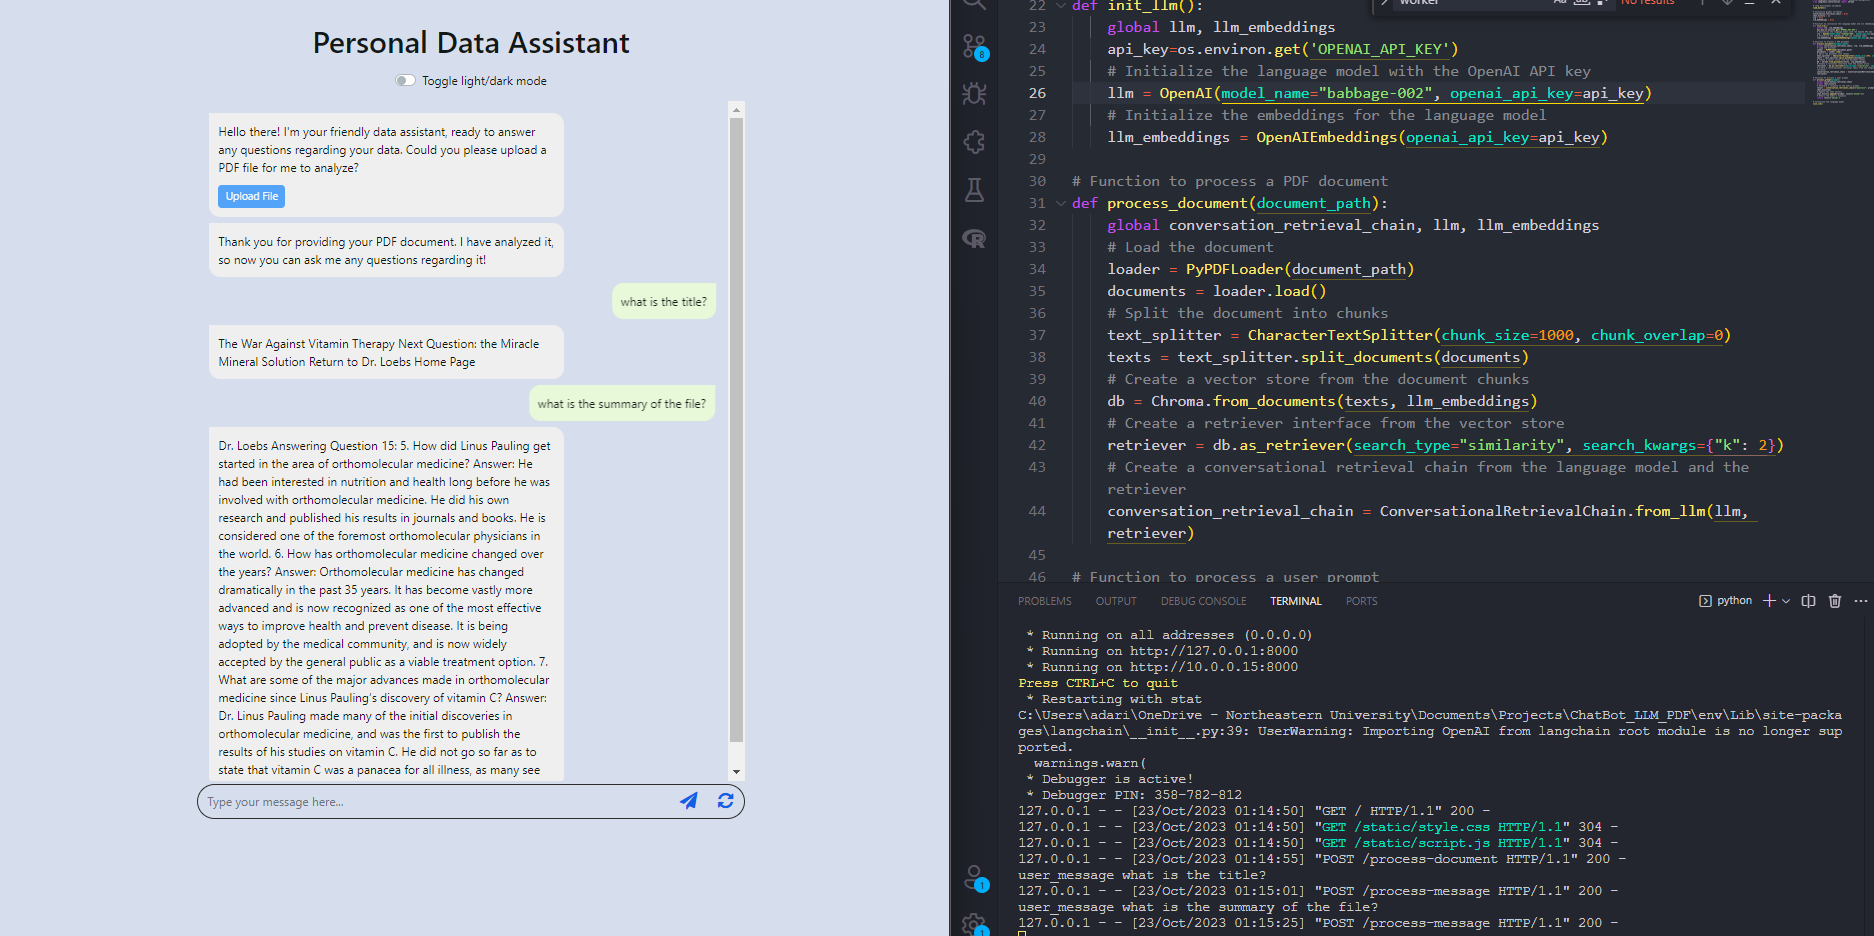 Personal Data Assistant
Toggle light/dark mode
Hello there! I'm your friendly data assistant, ready to answer
any questions regarding your data. Could you please upload a
PDF file for me to analyze?
Upload File
Thank you for providing your PDF document. I have analyzed it,
so now you can ask me any questions regarding it!
what is the title?
The War Against Vitamin Therapy Next Question: the Miracle
Mineral Solution Return to Dr. Loebs Home Page
what is the summary of the file?
Dr. Loebs Answering Question 15: 5. How did Linus Pauling get
started in the area of orthomolecular medicine? Answer: He
had been interested in nutrition and health long before he was
involved with orthomolecular medicine. He did his own
research and published his results in journals and books. He is
considered one of the foremost orthomolecular physicians in
the world. 6. How has orthomolecular medicine changed over
the years? Answer: Orthomolecular medicine has changed
dramatically in the past 35 years. It has become vastly more
advanced and is now recognized as one of the most effective
ways to improve health and prevent disease. It is being
adopted by the medical community, and is now widely
accepted by the general public as a viable treatment option. 7.
What are some of the major advances made in orthomolecular
medicine since Linus Pauling's discovery of vitamin C? Answer:
Dr. Linus Pauling made many of the initial discoveries in
orthomolecular medicine, and was the first to publish the
results of his studies on vitamin C. He did not go so far as to
state that vitamin C was a panacea for all illness, as many see
Type your message here...
8
1
1
worker
No results
22 def init_llm():
23 global llm, llm_embeddings
24 api_key=os.environ.get('OPENAI_API_KEY')
25 # Initialize the language model with the OpenAI API key
26 llm = OpenAI(model_name="babbage-002", openai_api_key=api_key)
27 # Initialize the embeddings for the language model
28 llm_embeddings = OpenAIEmbeddings(openai_api_key=api_key)
29
30 # Function to process a PDF document
31 def process_document(document_path):
32 global conversation_retrieval_chain, llm, llm_embeddings
33 # Load the document
34 loader = PyPDFLoader(document_path)
35 documents = loader.load()
36 # Split the document into chunks
37 text_splitter = CharacterTextSplitter(chunk_size=1000, chunk_overlap=0)
38 texts = text_splitter.split_documents(documents)
39 # Create a vector store from the document chunks
40 db = Chroma.from_documents(texts, llm_embeddings)
41 # Create a retriever interface from the vector store
42 retriever = db.as_retriever(search_type="similarity", search_kwargs={"k": 2})
43 # Create a conversational retrieval chain from the language model and the
retriever
44 conversation_retrieval_chain = ConversationalRetrievalChain.from_llm(llm,
retriever)
45
46 # Function to process a user prompt
PROBLEMS OUTPUT DEBUG CONSOLE TERMINAL PORTS
python
* Running on all addresses (0.0.0.0)
* Running on http://127.0.0.1:8000
* Running on http://10.0.0.15:8000
Press CTRL+C to quit
* Restarting with stat
C:\Users\adari\OneDrive - Northeastern University\Documents\Projects\ChatBot_LLM_PDF\env\Lib\site-packa
ges\langchain\__init__.py:39: UserWarning: Importing OpenAI from langchain root module is no longer sup
ported.
warnings.warn(
* Debugger is active!
* Debugger PIN: 358-782-812
127.0.0.1 - - [23/Oct/2023 01:14:50] "GET / HTTP/1.1" 200 -
127.0.0.1 - - [23/Oct/2023 01:14:50] "GET /static/style.css HTTP/1.1" 304 -
127.0.0.1 - - [23/Oct/2023 01:14:50] "GET /static/script.js HTTP/1.1" 304 -
127.0.0.1 - - [23/Oct/2023 01:14:55] "POST /process-document HTTP/1.1" 200 -
user_message what is the title?
127.0.0.1 - - [23/Oct/2023 01:15:01] "POST /process-message HTTP/1.1" 200 -
user_message what is the summary of the file?
127.0.0.1 - - [23/Oct/2023 01:15:25] "POST /process-message HTTP/1.1" 200 -